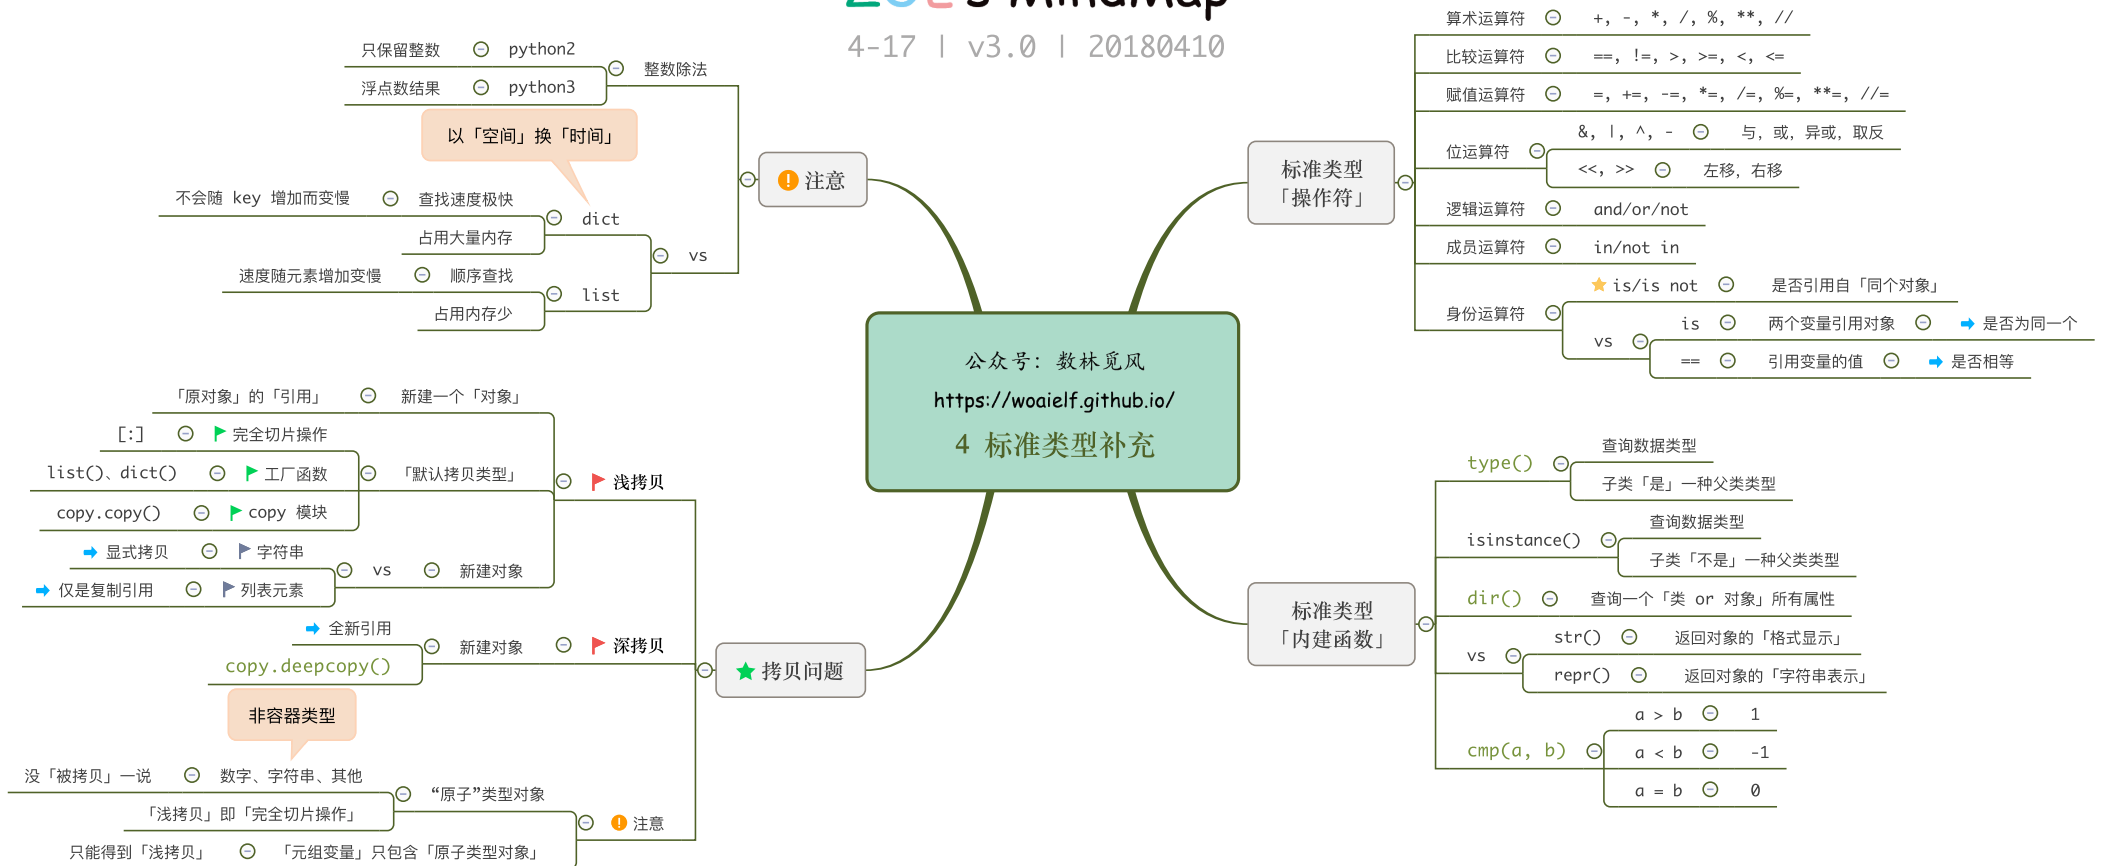 ZOE's MindMap
4-17 | v3.0 | 20180410
公众号：数林觅风
https://woaielf.github.io/
4 标准类型补充
注意
整数除法
python2
只保留整数
python3
浮点数结果
vs
以「空间」换「时间」
dict
查找速度极快
不会随 key 增加而变慢
占用大量内存
list
顺序查找
速度随元素增加变慢
占用内存少
标准类型
「操作符」
算术运算符
+, -, *, /, %, **, //
比较运算符
==, !=, >, >=, <, <=
赋值运算符
=, +=, -=, *=, /=, %=, **=, //=
位运算符
&, |, ^, -
与，或，异或，取反
<<, >>
左移，右移
逻辑运算符
and/or/not
成员运算符
in/not in
身份运算符
is/is not
是否引用自「同个对象」
vs
is
两个变量引用对象
是否为同一个
==
引用变量的值
是否相等
拷贝问题
浅拷贝
新建一个「对象」
「原对象」的「引用」
「默认拷贝类型」
完全切片操作
[:]
工厂函数
list()、dict()
copy 模块
copy.copy()
新建对象
vs
字符串
显式拷贝
列表元素
仅是复制引用
深拷贝
新建对象
全新引用
copy.deepcopy()
注意
“原子”类型对象
非容器类型
数字、字符串、其他
没「被拷贝」一说
「浅拷贝」即「完全切片操作」
「元组变量」只包含「原子类型对象」
只能得到「浅拷贝」
标准类型
「内建函数」
type()
查询数据类型
子类「是」一种父类类型
isinstance()
查询数据类型
子类「不是」一种父类类型
dir()
查询一个「类 or 对象」所有属性
vs
str()
返回对象的「格式显示」
repr()
返回对象的「字符串表示」
cmp(a, b)
a > b
1
a < b
-1
a = b
0